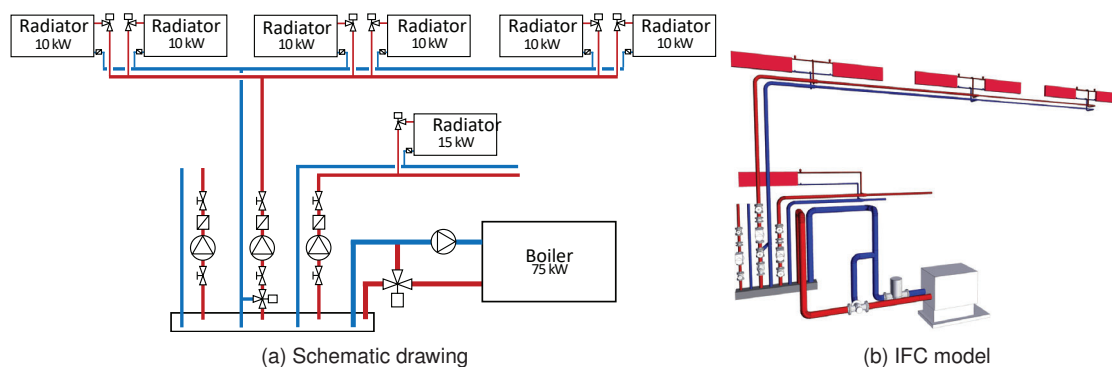 Radiator
10 kW
Radiator
10 kW
Radiator
10 kW
Radiator
10 kW
Radiator
10 kW
Radiator
10 kW
Radiator
15 kW
Boiler
75 kW
(a) Schematic drawing
(b) IFC model